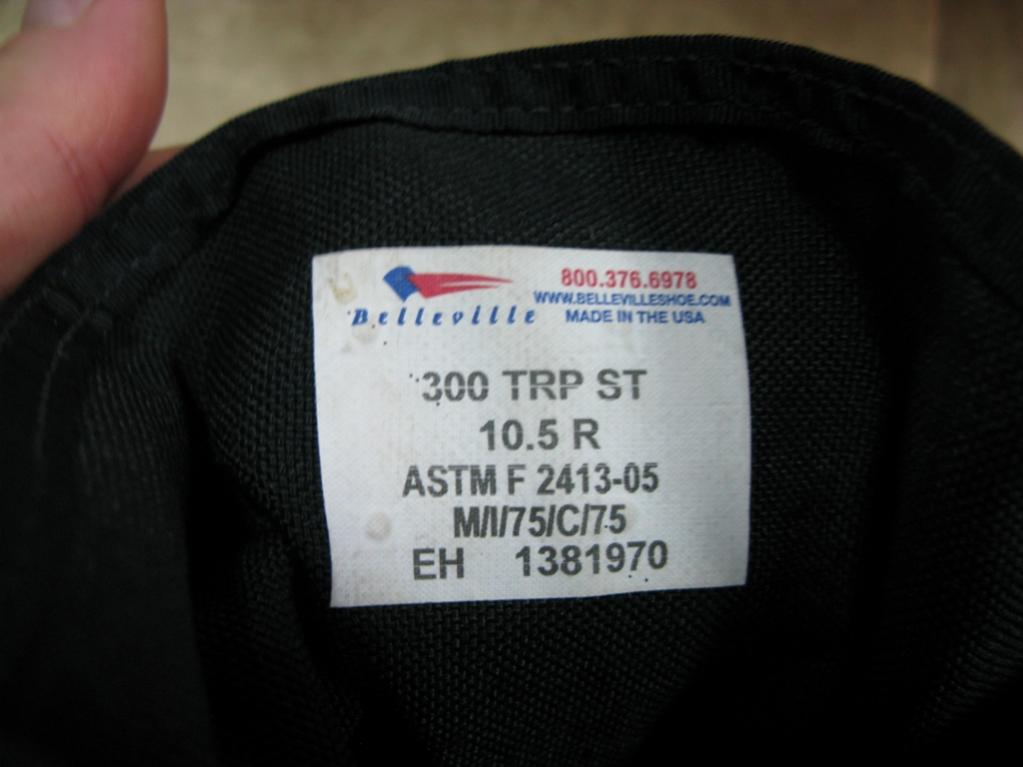 800.376.6978
WWW.BELLEVILLESHOE.COM
Belleville MADE IN THE USA
300 TRP ST
10.5 R
ASTM F 2413-05
M/I/75/C/75
EH 1381970